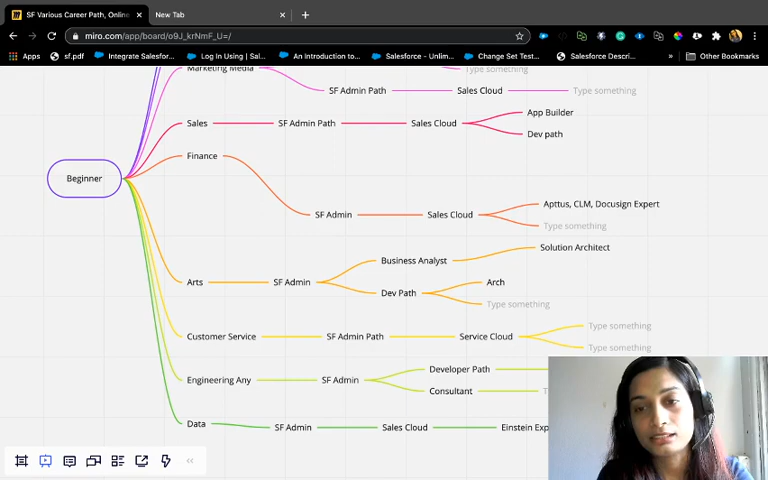 SF Various Career Path, Online
New Tab
miro.com/app/board/o9J_krNmF_U=/
Apps
sf.pdf
Integrate Salesfor...
Log In Using | Sal...
An Introduction to...
Salesforce - Unlim...
Change Set Test...
Salesforce Descri...
»
Other Bookmarks
Marketing Media
Type something
SF Admin Path
Sales Cloud
Type something
Sales
SF Admin Path
Sales Cloud
App Builder
Dev path
Finance
SF Admin
Sales Cloud
Apttus, CLM, Docusign Expert
Type something
Beginner
Arts
SF Admin
Business Analyst
Solution Architect
Dev Path
Arch
Type something
Customer Service
SF Admin Path
Service Cloud
Type something
Type something
Engineering Any
SF Admin
Developer Path
Consultant
Data
SF Admin
Sales Cloud
Einstein Exp